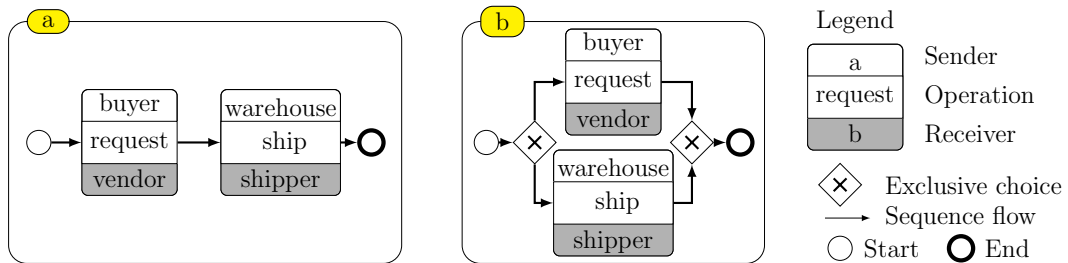 a
buyer
request
vendor
warehouse
ship
shipper
b
buyer
request
vendor
warehouse
ship
shipper
Legend
a
Sender
request
Operation
b
Receiver
Exclusive choice
Sequence flow
Start
End